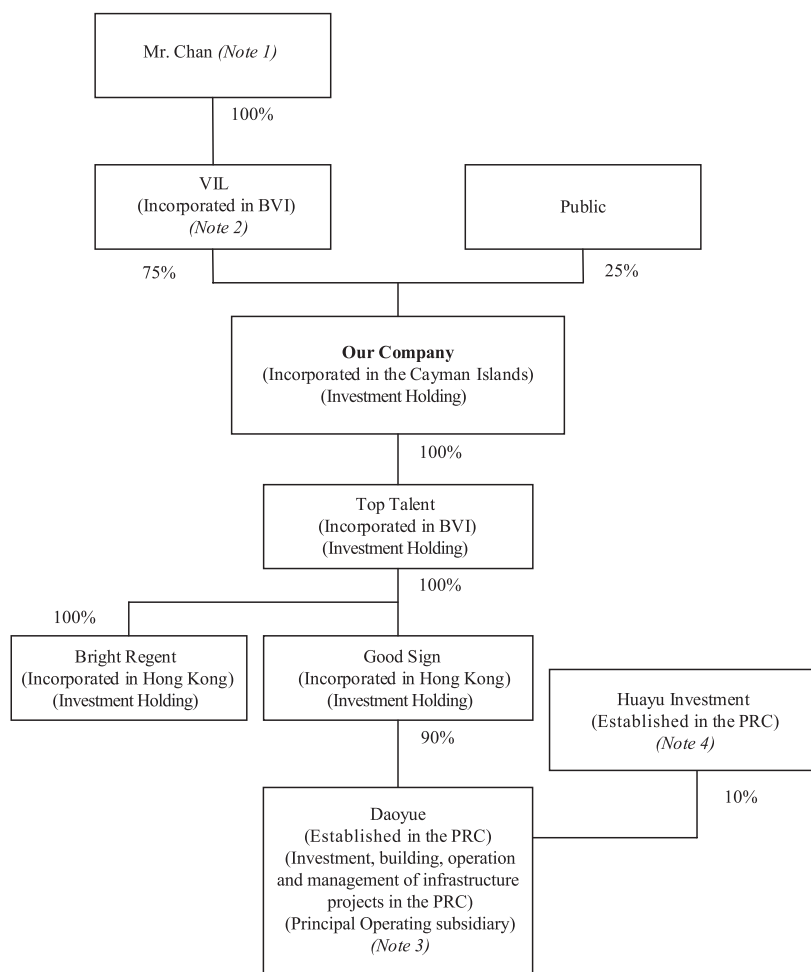 Mr. Chan (Note 1)
100%
VIL
(Incorporated in BVI)
(Note 2)
Public
75%
25%
Our Company
(Incorporated in the Cayman Islands)
(Investment Holding)
100%
Top Talent
(Incorporated in BVI)
(Investment Holding)
100%
100%
Bright Regent
(Incorporated in Hong Kong)
(Investment Holding)
Good Sign
(Incorporated in Hong Kong)
(Investment Holding)
Huayu Investment
(Established in the PRC)
(Note 4)
90%
10%
Daoyue
(Established in the PRC)
(Investment, building, operation
and management of infrastructure
projects in the PRC)
(Principal Operating subsidiary)
(Note 3)